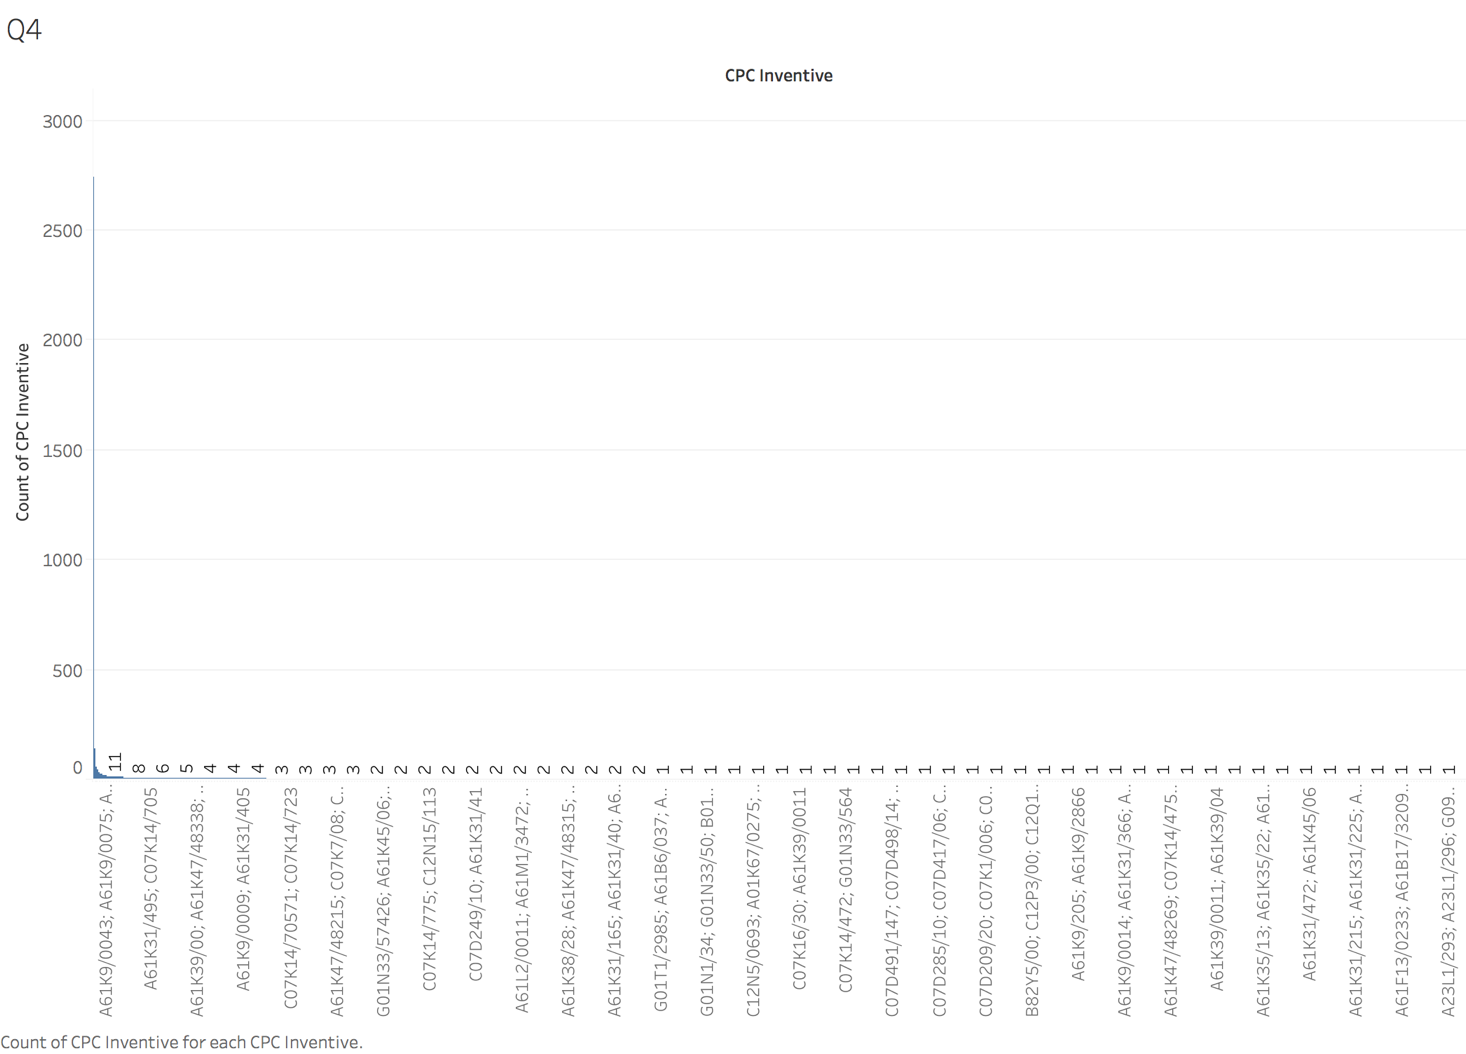 Q4
CPC Inventive
Count of CPC Inventive
3000
2500
2000
1500
1000
500
0
11 8 6 5 4 4 4 3 3 3 3 2 2 2 2 2 2 2 2 2 2 2 2 1 1 1 1 1 1 1 1 1 1 1 1 1 1 1 1 1 1 1 1 1 1 1 1 1 1 1 1 1 1 1 1 1 1
A61K9/0043; A61K9/0075; A..
A61K31/495; C07K14/705
A61K39/00; A61K47/48338; ..
A61K9/0009; A61K31/405
C07K14/70571; C07K14/723
A61K47/48215; C07K7/08; C..
G01N33/57426; A61K45/06;..
C07K14/775; C12N15/113
C07D249/10; A61K31/41
A61L2/0011; A61M1/3472; ..
A61K38/28; A61K47/48315; ..
A61K31/165; A61K31/40; A6..
G01T1/2985; A61B6/037; A..
G01N1/34; G01N33/50; B01..
C12N5/0693; A01K67/0275; ..
C07K16/30; A61K39/0011
C07K14/472; G01N33/564
C07D491/147; C07D498/14; ..
C07D285/10; C07D417/06; C..
C07D209/20; C07K1/006; C0..
B82Y5/00; C12P3/00; C12Q1..
A61K9/205; A61K9/2866
A61K9/0014; A61K31/366; A..
A61K47/48269; C07K14/475..
A61K39/0011; A61K39/04
A61K35/13; A61K35/22; A61..
A61K31/472; A61K45/06
A61K31/215; A61K31/225; A..
A61F13/0233; A61B17/3209..
A23L1/293; A23L1/296; G09..
Count of CPC Inventive for each CPC Inventive.